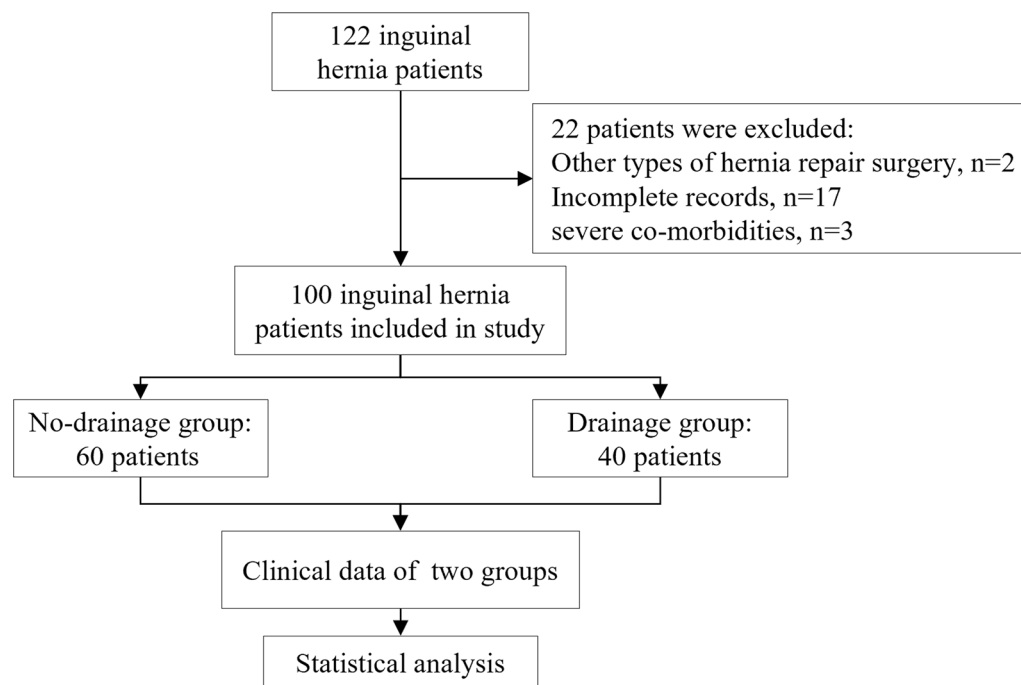 122 inguinal
hernia patients
22 patients were excluded:
Other types of hernia repair surgery, n=2
Incomplete records, n=17
severe co-morbidities, n=3
100 inguinal hernia
patients included in study
No-drainage group:
60 patients
Drainage group:
40 patients
Clinical data of two groups
Statistical analysis